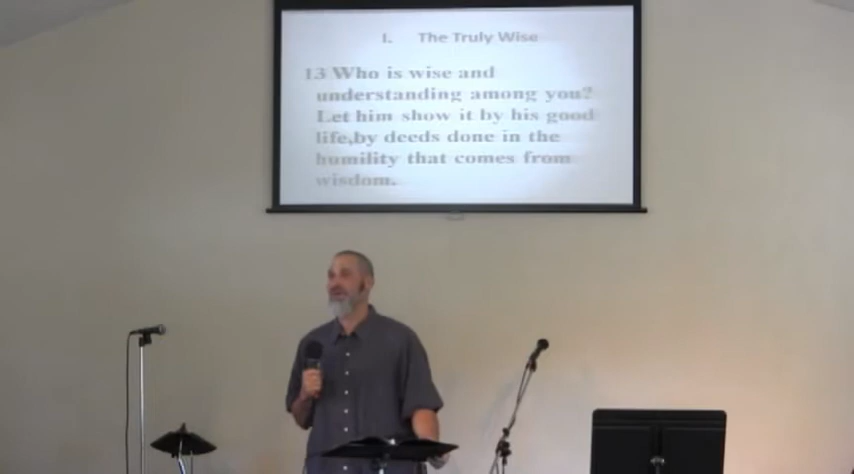 I. The Truly Wise
13 Who is wise and
understanding among you?
Let him show it by his good
life,by deeds done in the
humility that comes from
wisdom.